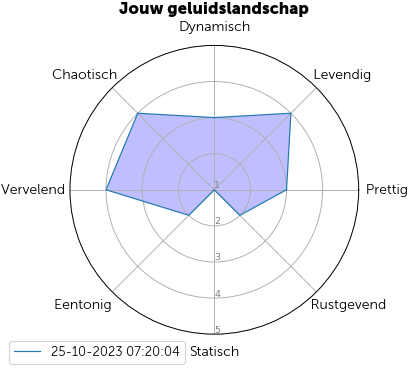 Jouw geluidslandschap
Dynamisch
Chaotisch
Levendig
Vervelend
1
Prettig
2
3
Eentonig
4
Rustgevend
5
25-10-2023 07:20:04
Statisch